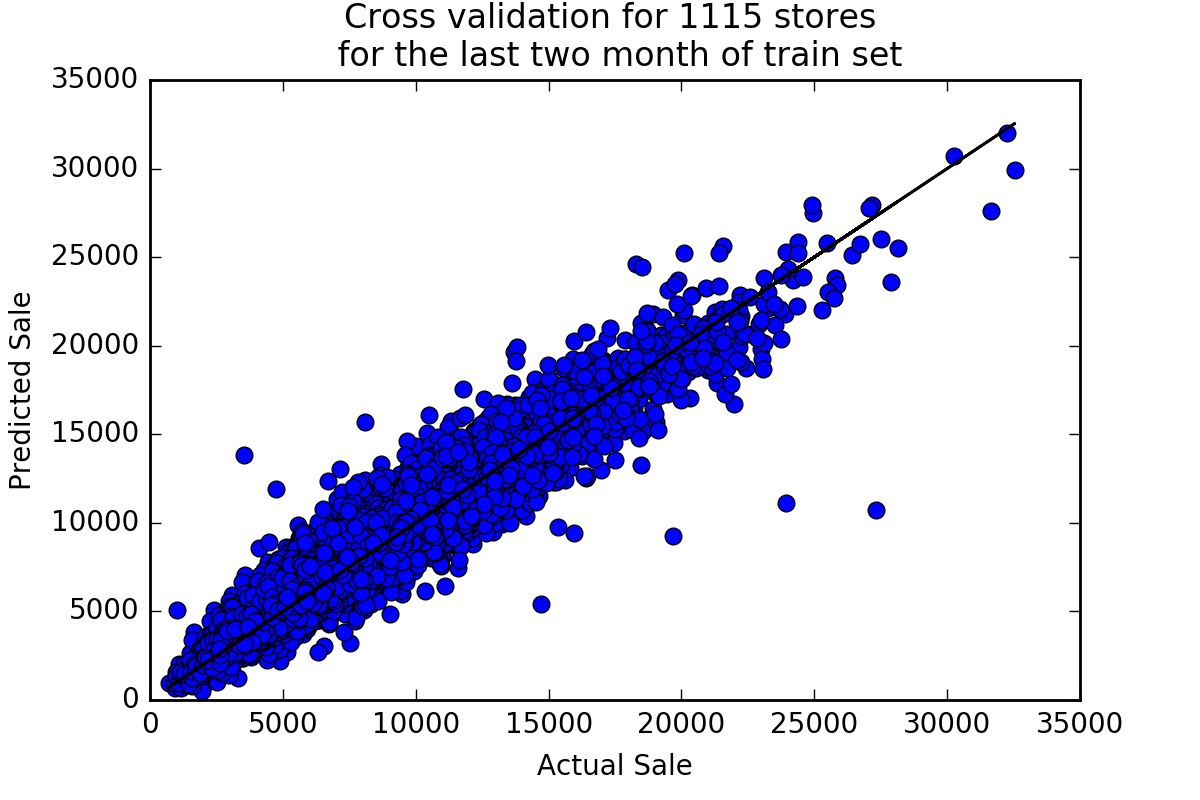 Cross validation for 1115 stores
for the last two month of train set
35000
30000
25000
20000
15000
10000
5000
0
Predicted Sale
0 5000 10000 15000 20000 25000 30000 35000
Actual Sale